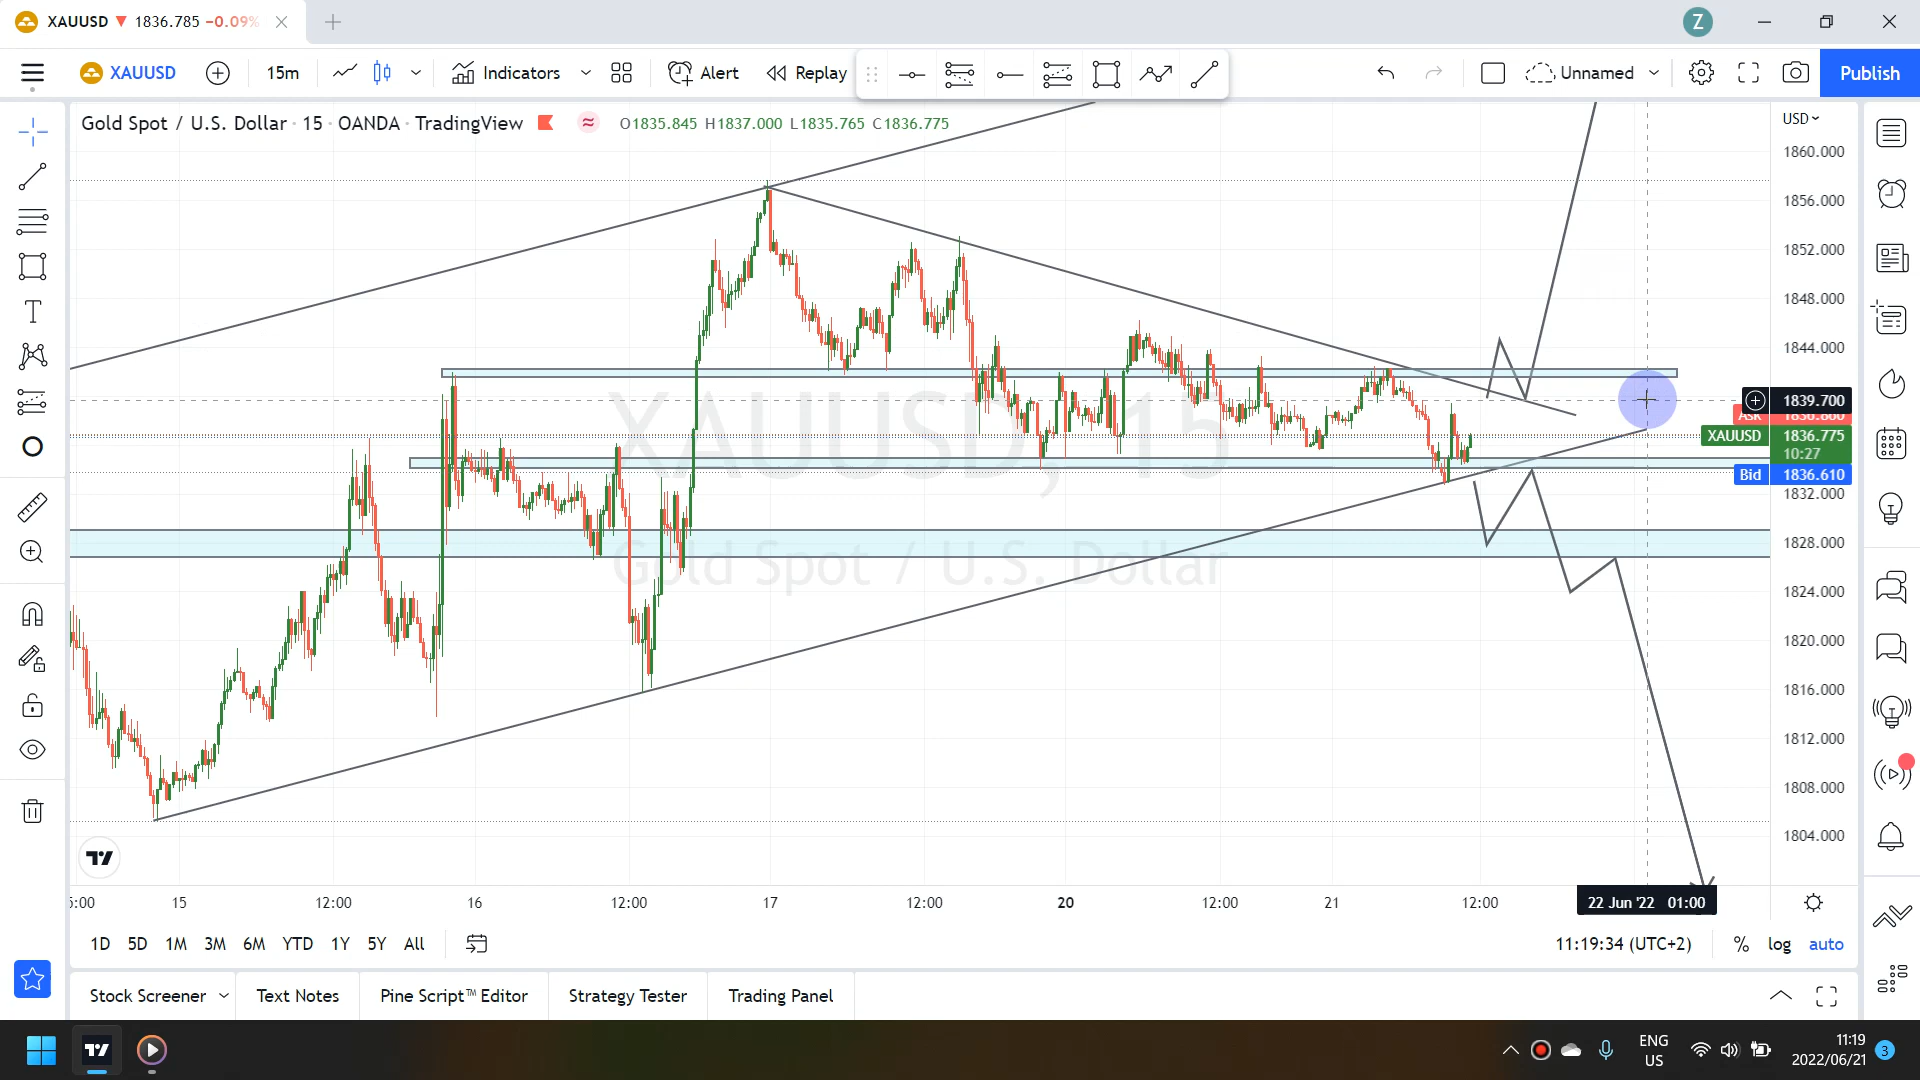 XAUUSD ▼ 1836.785 −0.09%
Z
XAUUSD 15m Indicators Alert Replay Unnamed Publish
Gold Spot / U.S. Dollar · 15 · OANDA · TradingView O1835.845 H1837.000 L1835.765 C1836.775
USD
1860.000
1856.000
1852.000
1848.000
1844.000
1839.700
Ask 1836.860
XAUUSD 1836.775
10:27
Bid 1836.610
1832.000
1828.000
1824.000
1820.000
1816.000
1812.000
1808.000
1804.000
XAUUSD, 15
Gold Spot / U.S. Dollar
15 12:00 16 12:00 17 12:00 20 12:00 21 12:00 22 Jun '22 01:00
1D 5D 1M 3M 6M YTD 1Y 5Y All 11:19:34 (UTC+2) % log auto
Stock Screener Text Notes Pine Script™ Editor Strategy Tester Trading Panel
ENG 11:19
US 2022/06/21 3